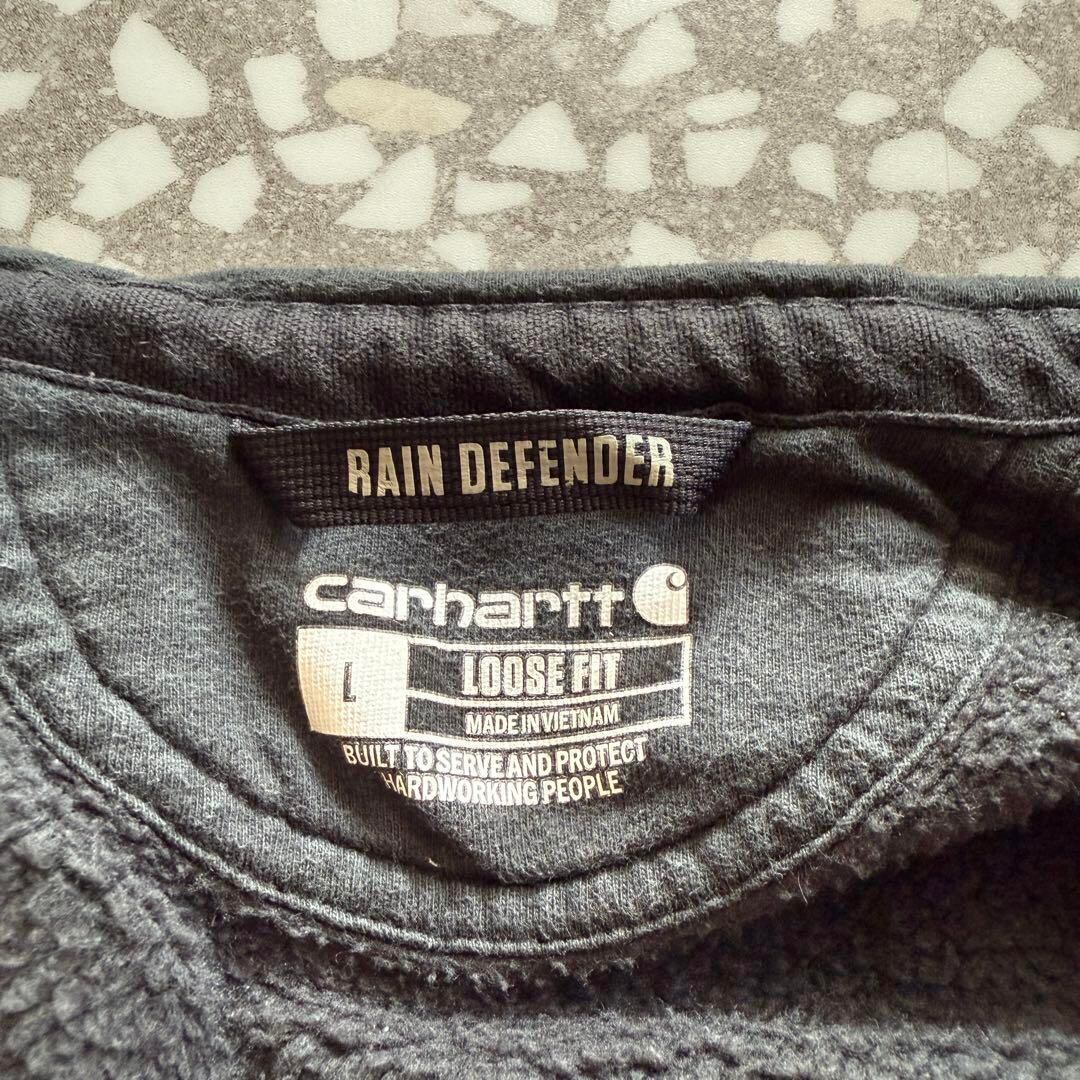 RAIN DEFENDER
carhartt
L
LOOSE FIT
MADE IN VIETNAM
BUILT TO SERVE AND PROTECT
HARDWORKING PEOPLE